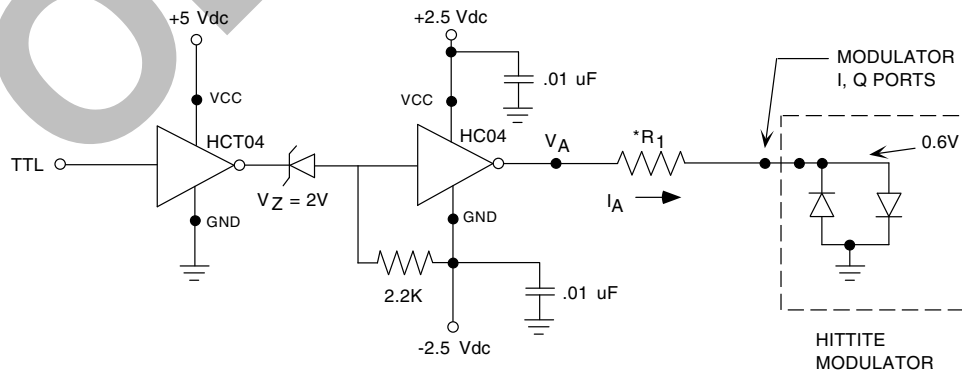 +5 Vdc
+2.5 Vdc
.01 uF
MODULATOR
I, Q PORTS
VCC
VCC
HCT04
HC04
TTL
VA
*R1
0.6V
VZ = 2V
IA
GND
GND
2.2K
.01 uF
-2.5 Vdc
HITTITE
MODULATOR